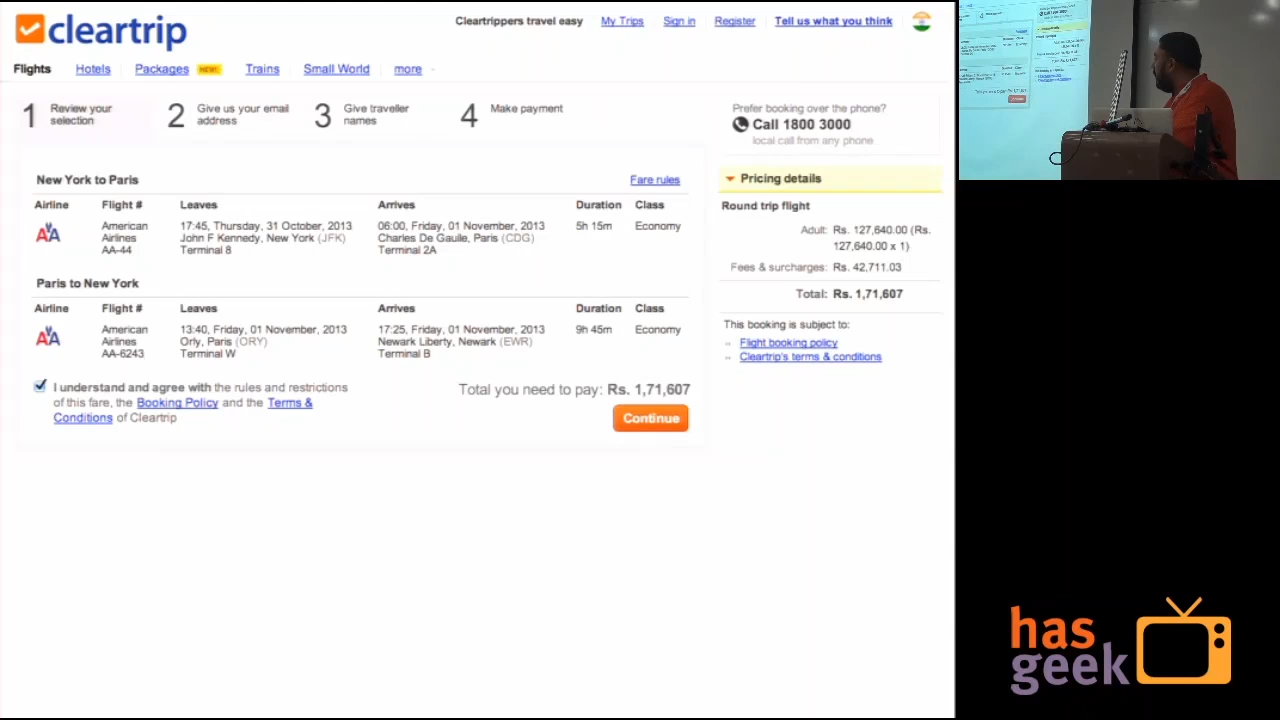 cleartrip
Cleartrippers travel easy My Trips Sign in Register Tell us what you think
Flights Hotels Packages NEW! Trains Small World more
1 Review your selection
2 Give us your email address
3 Give traveller names
4 Make payment
Prefer booking over the phone?
Call 1800 3000
local call from any phone
New York to Paris Fare rules
Airline Flight # Leaves Arrives Duration Class
AA American 17:45, Thursday, 31 October, 2013 06:00, Friday, 01 November, 2013 5h 15m Economy
Airlines John F Kennedy, New York (JFK) Charles De Gaulle, Paris (CDG)
AA-44 Terminal 8 Terminal 2A
Paris to New York
Airline Flight # Leaves Arrives Duration Class
AA American 13:40, Friday, 01 November, 2013 17:25, Friday, 01 November, 2013 9h 45m Economy
Airlines Orly, Paris (ORY) Newark Liberty, Newark (EWR)
AA-6243 Terminal W Terminal B
I understand and agree with the rules and restrictions
of this fare, the Booking Policy and the Terms &
Conditions of Cleartrip
Total you need to pay: Rs. 1,71,607
Continue
Pricing details
Round trip flight
Adult: Rs. 127,640.00 (Rs.
127,640.00 x 1)
Fees & surcharges: Rs. 42,711.03
Total: Rs. 1,71,607
This booking is subject to:
Flight booking policy
Cleartrip's terms & conditions
has
geek